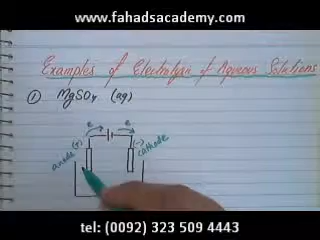 www.fahadsacademy.com
Examples of Electrolysis of Aqueous Solutions
① MgSO4 (aq)
e e
anode (+) (-) cathode
tel: (0092) 323 509 4443